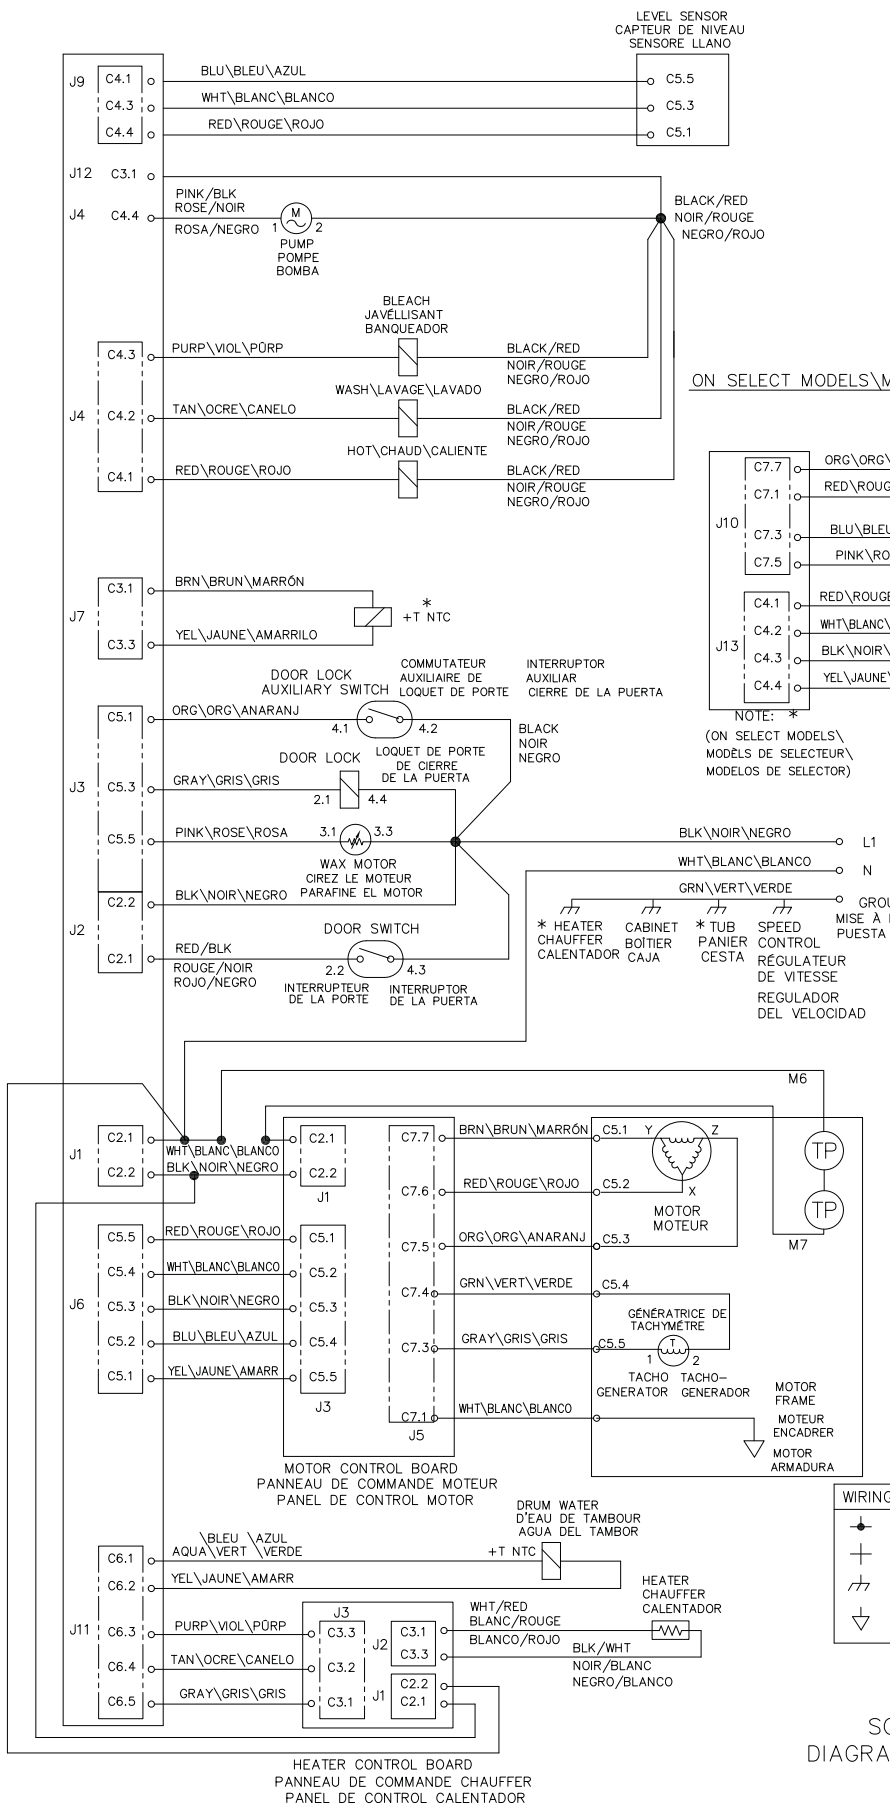 LEVEL SENSOR
CAPTEUR DE NIVEAU
SENSORE LLANO
J9
C4.1
BLU\BLEU\AZUL
C5.5
C4.3
WHT\BLANC\BLANCO
C5.3
C4.4
RED\ROUGE\ROJO
C5.1
J12
C3.1
J4
C4.4
PINK/BLK
ROSE/NOIR
ROSA/NEGRO
1
M
2
PUMP
POMPE
BOMBA
BLACK/RED
NOIR/ROUGE
NEGRO/ROJO
BLEACH
JAVÉLLISANT
BANQUEADOR
C4.3
PURP\VIOL\PÛRP
BLACK/RED
NOIR/ROUGE
NEGRO/ROJO
WASH\LAVAGE\LAVADO
J4
C4.2
TAN\OCRE\CANELO
BLACK/RED
NOIR/ROUGE
NEGRO/ROJO
HOT\CHAUD\CALIENTE
C4.1
RED\ROUGE\ROJO
BLACK/RED
NOIR/ROUGE
NEGRO/ROJO
ON SELECT MODELS\M
J10
C7.7
ORG\ORG\
C7.1
RED\ROUG
C7.3
BLU\BLEU
C7.5
PINK\RO
J13
C4.1
RED\ROUGE
C4.2
WHT\BLANC\
C4.3
BLK\NOIR\
C4.4
YEL\JAUNE\
NOTE: *
(ON SELECT MODELS\
MODÈLS DE SELECTEUR\
MODELOS DE SELECTOR)
J7
C3.1
BRN\BRUN\MARRÓN
*
+T NTC
C3.3
YEL\JAUNE\AMARRILO
DOOR LOCK
AUXILIARY SWITCH
COMMUTATEUR
AUXILIAIRE DE
LOQUET DE PORTE
INTERRUPTOR
AUXILIAR
CIERRE DE LA PUERTA
C5.1
ORG\ORG\ANARANJ
4.1
4.2
BLACK
NOIR
NEGRO
DOOR LOCK
LOQUET DE PORTE
DE CIERRE
DE LA PUERTA
J3
C5.3
GRAY\GRIS\GRIS
2.1
4.4
C5.5
PINK\ROSE\ROSA
3.1
3.3
WAX MOTOR
CIREZ LE MOTEUR
PARAFINE EL MOTOR
BLK\NOIR\NEGRO
L1
WHT\BLANC\BLANCO
N
GRN\VERT\VERDE
GROU
MISE À
PUESTA
* HEATER
CHAUFFER
CALENTADOR
CABINET
BOÎTIER
CAJA
* TUB
PANIER
CESTA
SPEED
CONTROL
RÉGULATEUR
DE VITESSE
REGULADOR
DEL VELOCIDAD
J2
C2.2
BLK\NOIR\NEGRO
C2.1
RED/BLK
ROUGE/NOIR
ROJO/NEGRO
DOOR SWITCH
2.2
4.3
INTERRUPTEUR
DE LA PORTE
INTERRUPTOR
DE LA PUERTA
M6
J1
C2.1
WHT\BLANC\BLANCO
C2.1
C2.2
BLK\NOIR\NEGRO
C2.2
J1
C7.7
BRN\BRUN\MARRÓN
C5.1
Y
Z
X
TP
C7.6
RED\ROUGE\ROJO
C5.2
MOTOR
MOTEUR
TP
M7
J6
C5.5
RED\ROUGE\ROJO
C5.1
C7.5
ORG\ORG\ANARANJ
C5.3
C5.4
WHT\BLANC\BLANCO
C5.2
C7.4
GRN\VERT\VERDE
C5.4
C5.3
BLK\NOIR\NEGRO
C5.3
GÉNÉRATRICE DE
TACHYMÉTRE
C5.2
BLU\BLEU\AZUL
C5.4
C7.3
GRAY\GRIS\GRIS
C5.5
1
T
2
C5.1
YEL\JAUNE\AMARR
C5.5
J3
TACHO
GENERATOR
TACHO-
GENERADOR
C7.1
WHT\BLANC\BLANCO
J5
MOTOR
FRAME
MOTEUR
ENCADRER
MOTOR
ARMADURA
MOTOR CONTROL BOARD
PANNEAU DE COMMANDE MOTEUR
PANEL DE CONTROL MOTOR
WIRING
DRUM WATER
D'EAU DE TAMBOUR
AGUA DEL TAMBOR
+T NTC
J11
C6.1
\BLEU \AZUL
AQUA\VERT \VERDE
C6.2
YEL\JAUNE\AMARR
C6.3
PURP\VIOL\PÛRP
J3
C3.3
C6.4
TAN\OCRE\CANELO
C3.2
C6.5
GRAY\GRIS\GRIS
C3.1
J2
C3.1
C3.3
J1
C2.2
C2.1
WHT/RED
BLANC/ROUGE
BLANCO/ROJO
HEATER
CHAUFFER
CALENTADOR
BLK/WHT
NOIR/BLANC
NEGRO/BLANCO
HEATER CONTROL BOARD
PANNEAU DE COMMANDE CHAUFFER
PANEL DE CONTROL CALENTADOR
SC
DIAGRA